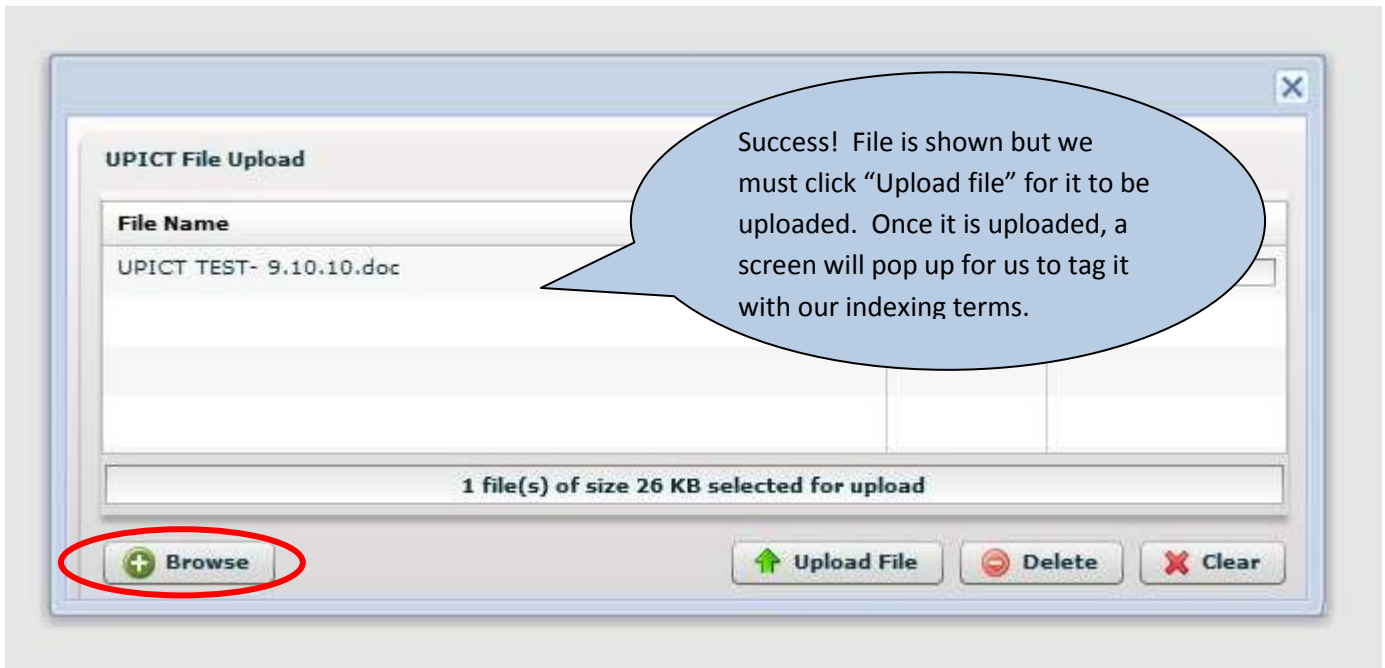 UPICT File Upload
Success!  File is shown but we
must click “Upload file” for it to be
uploaded.  Once it is uploaded, a
screen will pop up for us to tag it
with our indexing terms.
File Name
UPICT TEST- 9.10.10.doc
1 file(s) of size 26 KB selected for upload
Browse
Upload File
Delete
Clear